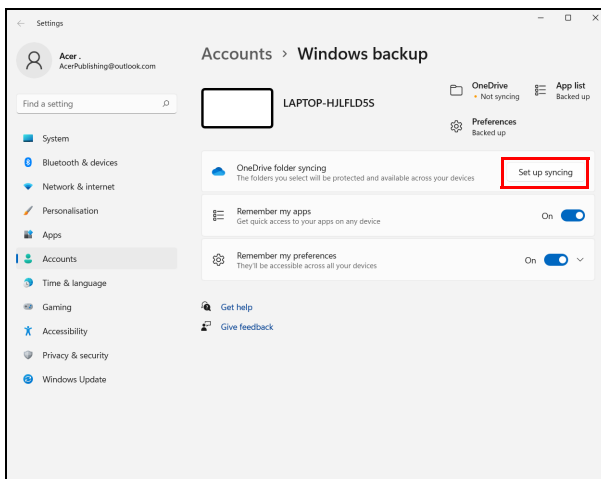 Settings
Acer .
AcerPublishing@outlook.com
Find a setting
System
Bluetooth & devices
Network & internet
Personalisation
Apps
Accounts
Time & language
Gaming
Accessibility
Privacy & security
Windows Update
Accounts > Windows backup
LAPTOP-HJLFLD5S
OneDrive
• Not syncing
App list
Backed up
Preferences
Backed up
OneDrive folder syncing
The folders you select will be protected and available across your devices
Set up syncing
Remember my apps
Get quick access to your apps on any device
On
Remember my preferences
They'll be accessible across all your devices
On
Get help
Give feedback